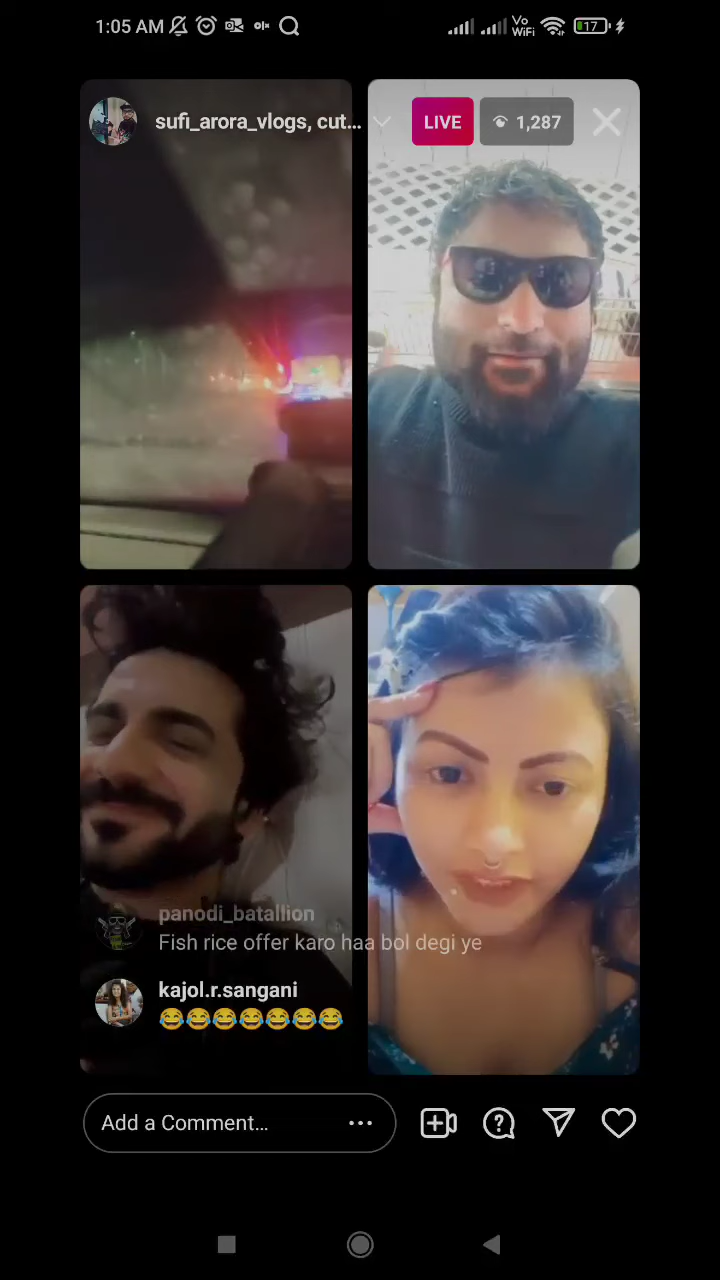 1:05 AM
Vo
WiFi
17
sufi_arora_vlogs, cut...
LIVE
1,287
panodi_batallion
Fish rice offer karo haa bol degi ye
kajol.r.sangani
😂😂😂😂😂😂😂
Add a Comment...